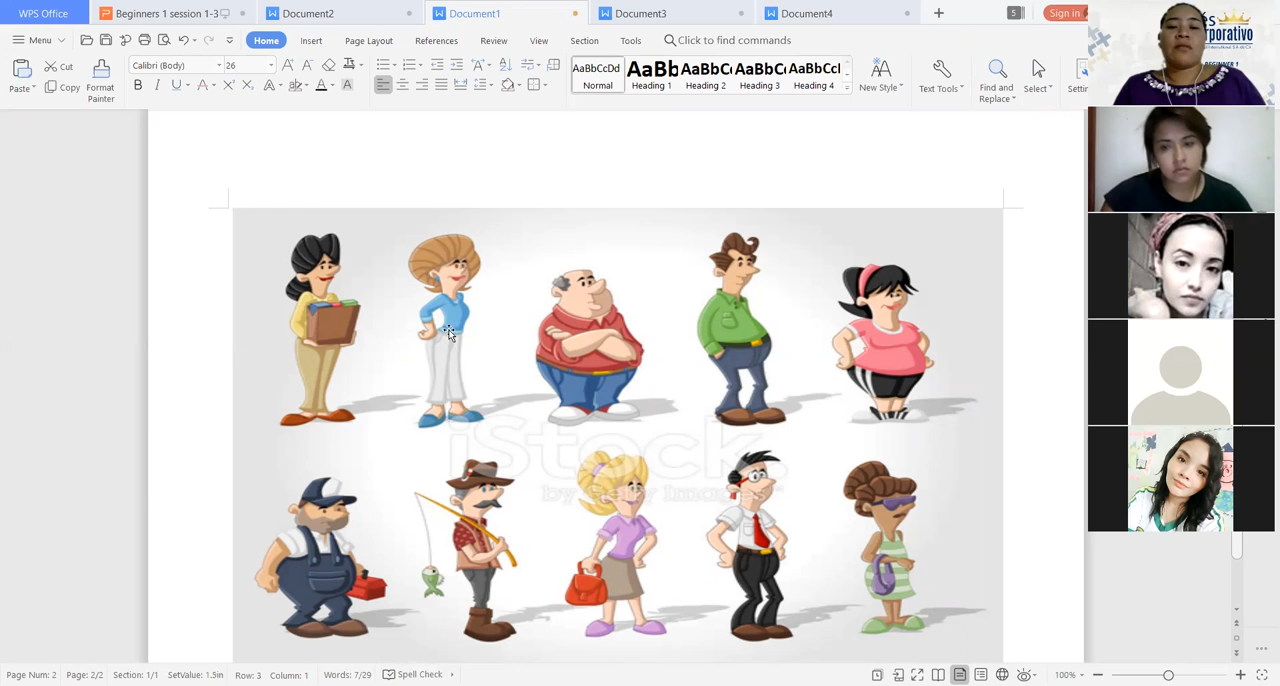 WPS Office
Beginners 1 session 1-3
Document2
Document1
Document3
Document4
5
Sign in
Menu
Home
Insert
Page Layout
References
Review
View
Section
Tools
Click to find commands
Paste
Cut
Copy
Format Painter
Calibri (Body)
26
AaBbCcDd
Normal
AaBb
Heading 1
AaBbC
Heading 2
AaBbC
Heading 3
AaBbCcI
Heading 4
New Style
Text Tools
Find and Replace
Select
iStock
by Getty Images
Page Num: 2
Page: 2/2
Section: 1/1
SetValue: 1.5in
Row: 3
Column: 1
Words: 7/29
Spell Check
100%